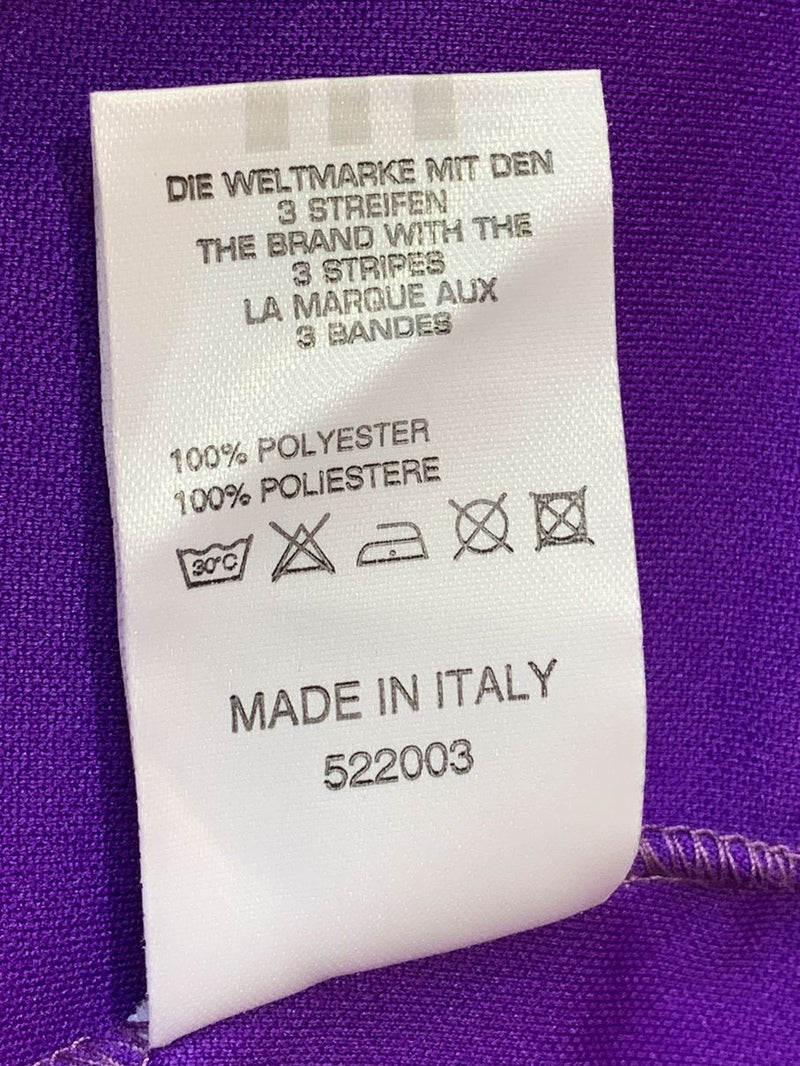 DIE WELTMARKE MIT DEN
3 STREIFEN
THE BRAND WITH THE
3 STRIPES
LA MARQUE AUX
3 BANDES
100% POLYESTER
100% POLIESTERE
30°C
MADE IN ITALY
522003